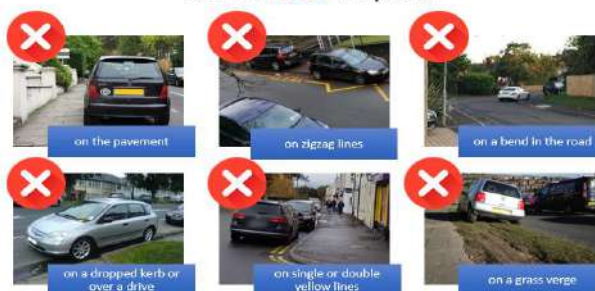 on the pavement
on zigzag lines
on a bend in the road
on a dropped kerb or
over a drive
on single or double
yellow lines
on a grass verge